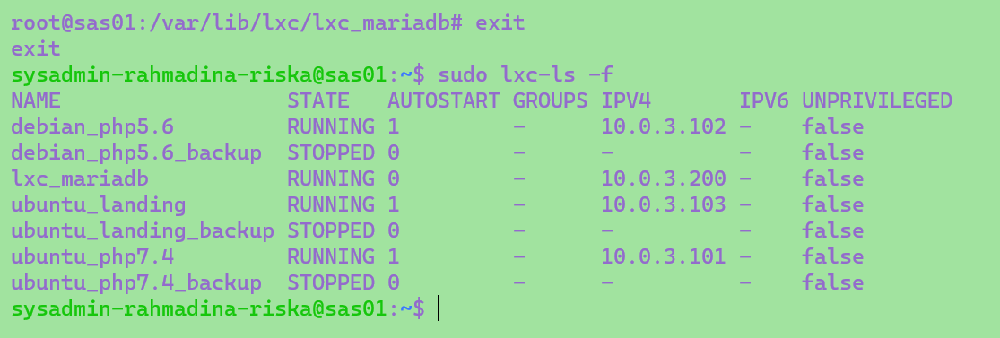 root@sas01:/var/lib/lxc/lxc_mariadb# exit
exit
sysadmin-rahmadina-riska@sas01:~$ sudo lxc-ls -f
NAME                  STATE   AUTOSTART GROUPS IPV4       IPV6 UNPRIVILEGED
debian_php5.6         RUNNING 1         -      10.0.3.102 -    false
debian_php5.6_backup  STOPPED 0         -      -          -    false
lxc_mariadb           RUNNING 0         -      10.0.3.200 -    false
ubuntu_landing        RUNNING 1         -      10.0.3.103 -    false
ubuntu_landing_backup STOPPED 0         -      -          -    false
ubuntu_php7.4         RUNNING 1         -      10.0.3.101 -    false
ubuntu_php7.4_backup  STOPPED 0         -      -          -    false
sysadmin-rahmadina-riska@sas01:~$